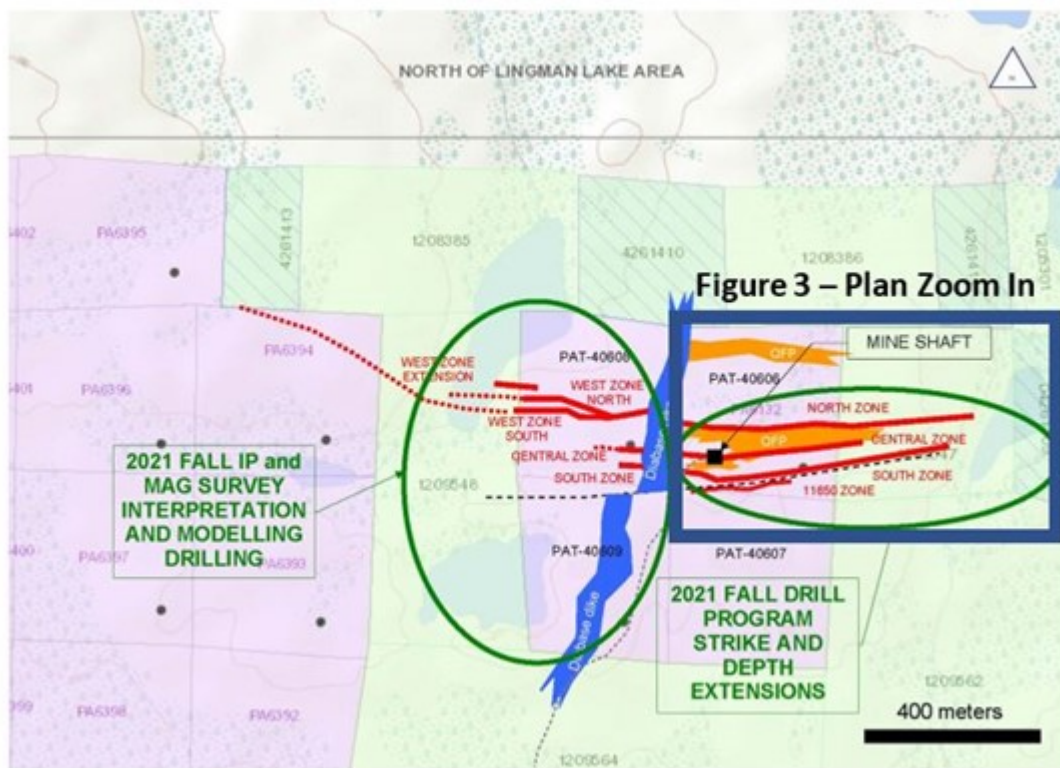 NORTH OF LINGMAN LAKE AREA
PA6395
4261413
1208385
4261410
1208386
Figure 3 – Plan Zoom In
MINE SHAFT
OFP
PA6394
PAT-40608
PAT-40606
WEST ZONE
EXTENSION
WEST ZONE
NORTH
NORTH ZONE
PA6396
WEST ZONE
SOUTH
OFP
CENTRAL ZONE
CENTRAL ZONE
SOUTH ZONE
SOUTH ZONE
11650 ZONE
Diabase
2021 FALL IP and
MAG SURVEY
INTERPRETATION
AND MODELLING
DRILLING
1209548
PA6397
PA6393
PAT-40609
PAT-40607
Diabase dike
2021 FALL DRILL
PROGRAM
STRIKE AND
DEPTH
EXTENSIONS
1209562
PA6398
PA6392
400 meters
1209564